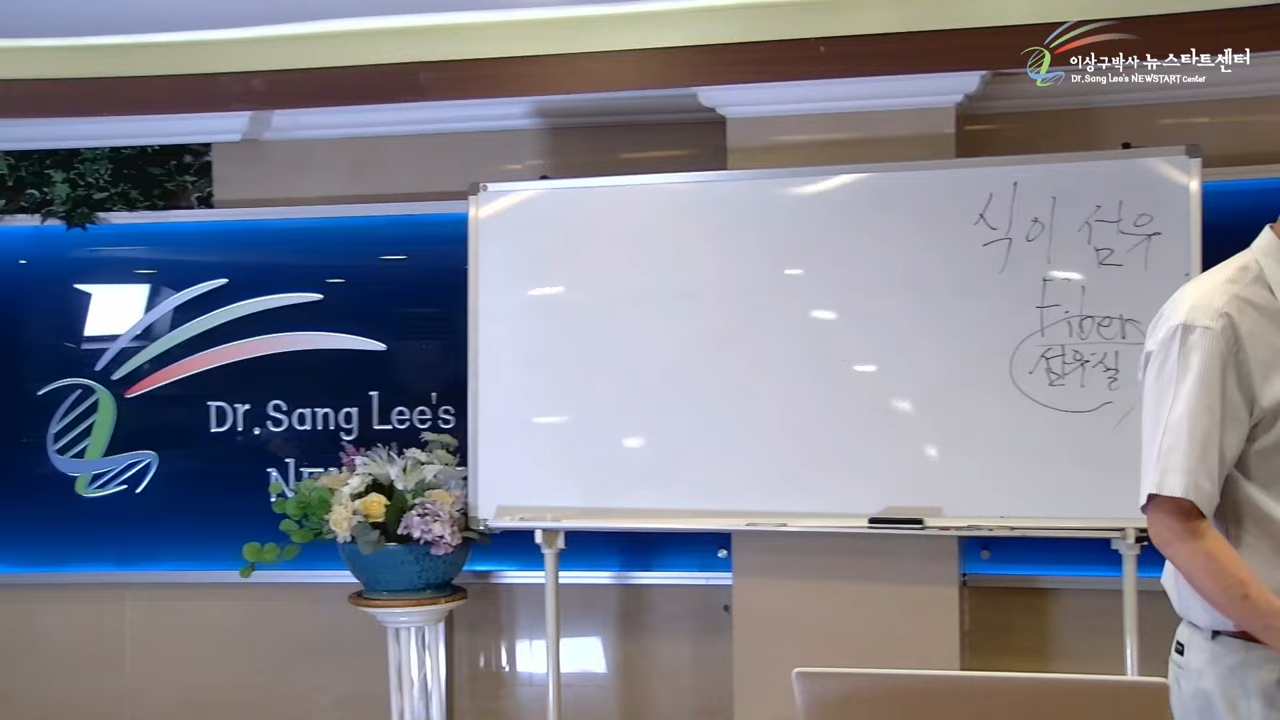 이상구박사 뉴스타트센터
Dr. Sang Lee's NEWSTART Center
식이 섬유
Fiber
섬유실
Dr. Sang Lee's